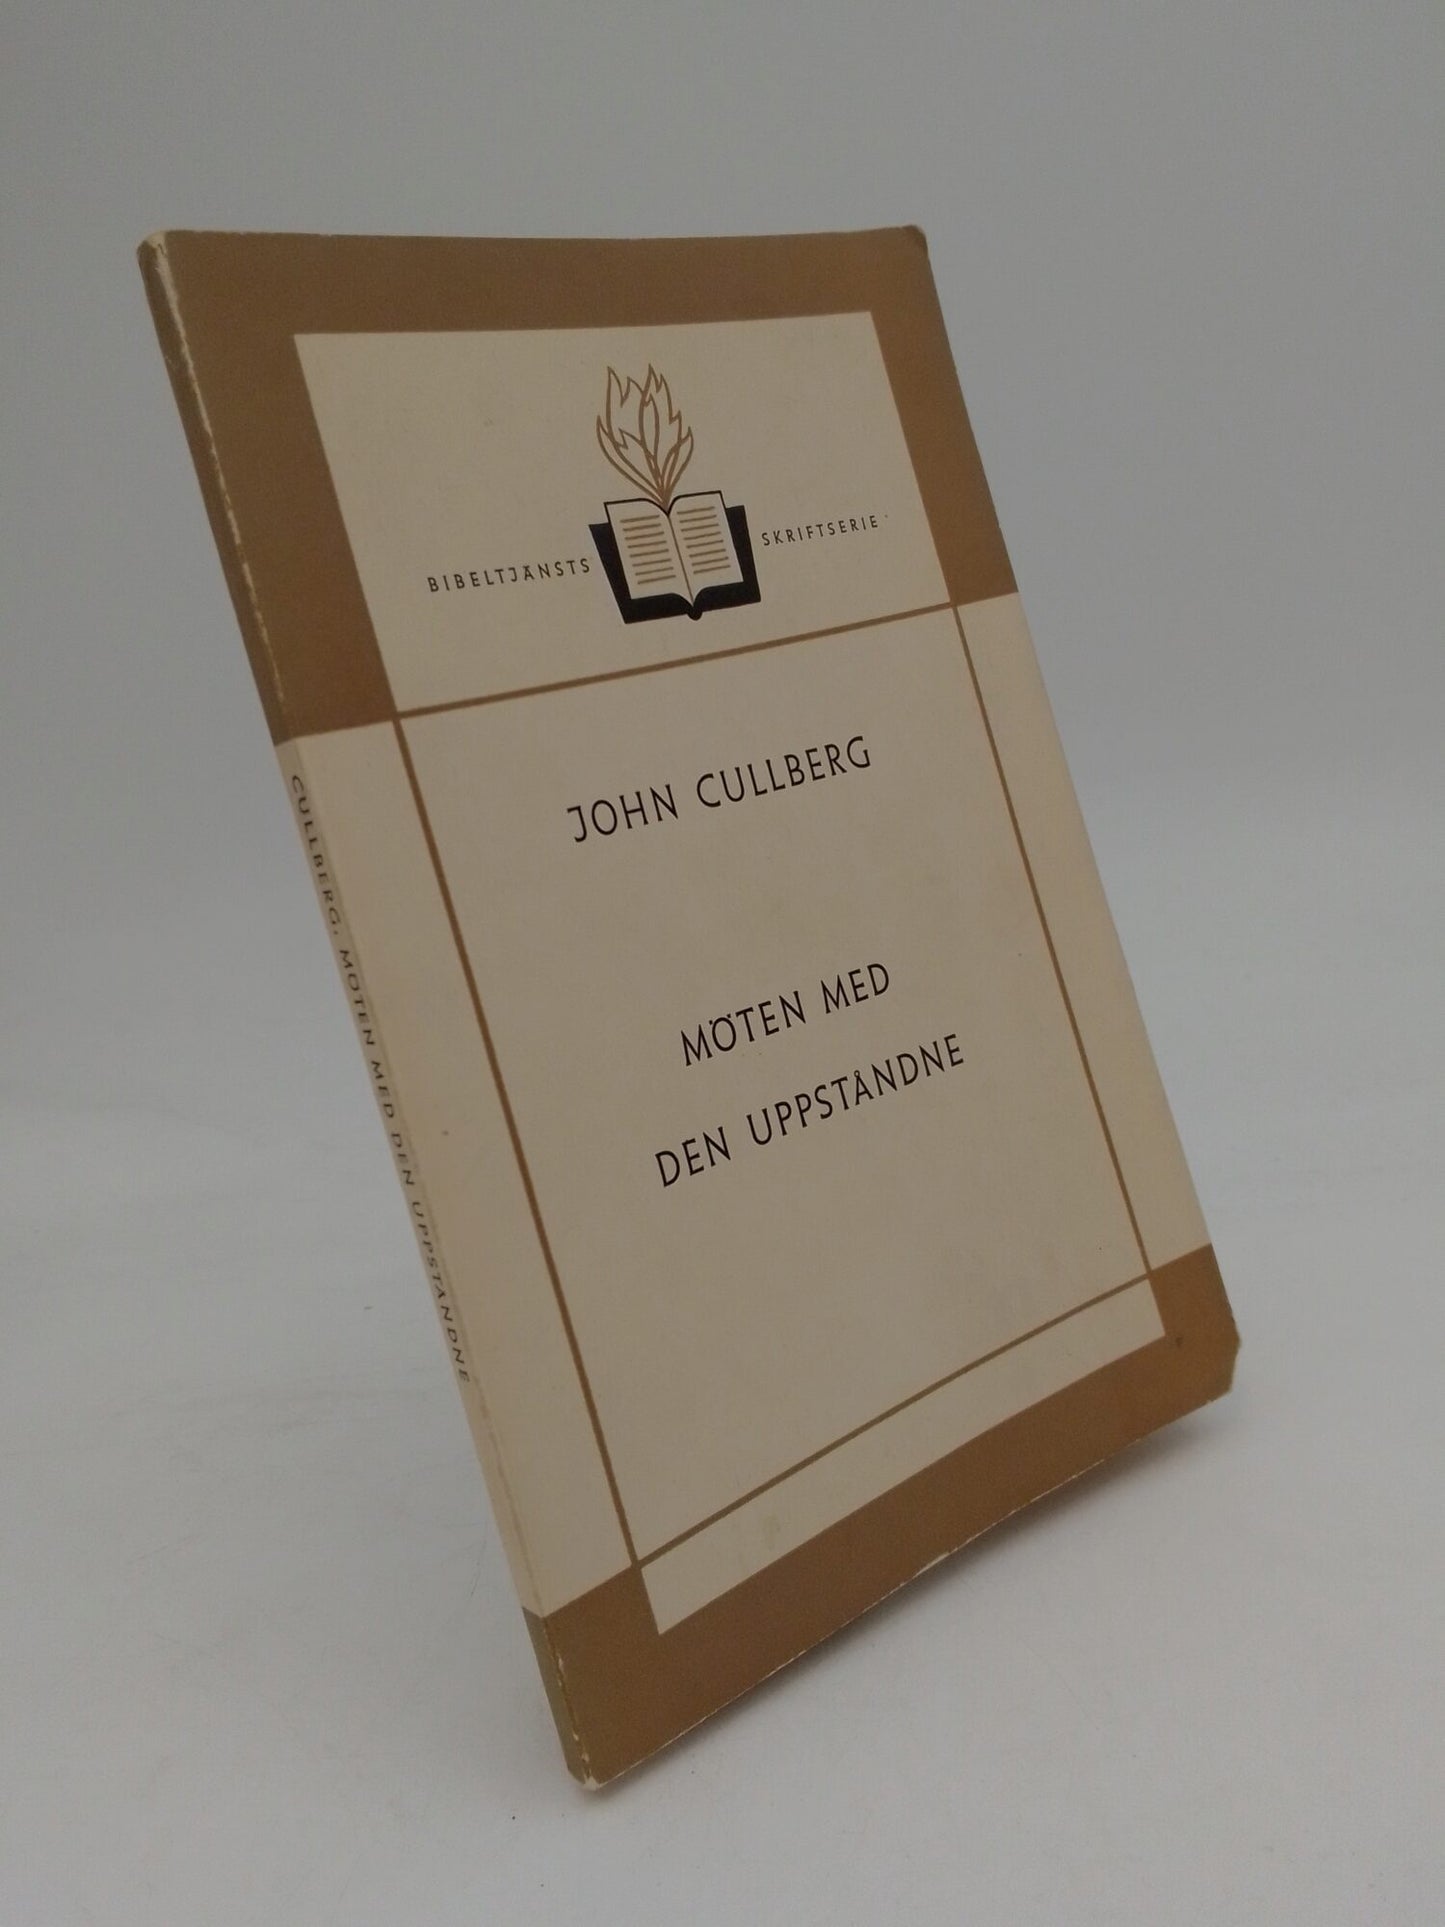 BIBELTJÄNSTS SKRIFTSERIE
JOHN CULLBERG
MÖTEN MED
DEN UPPSTÅNDNE
CULLBERG. MÖTEN MED DEN UPPSTÅNDNE